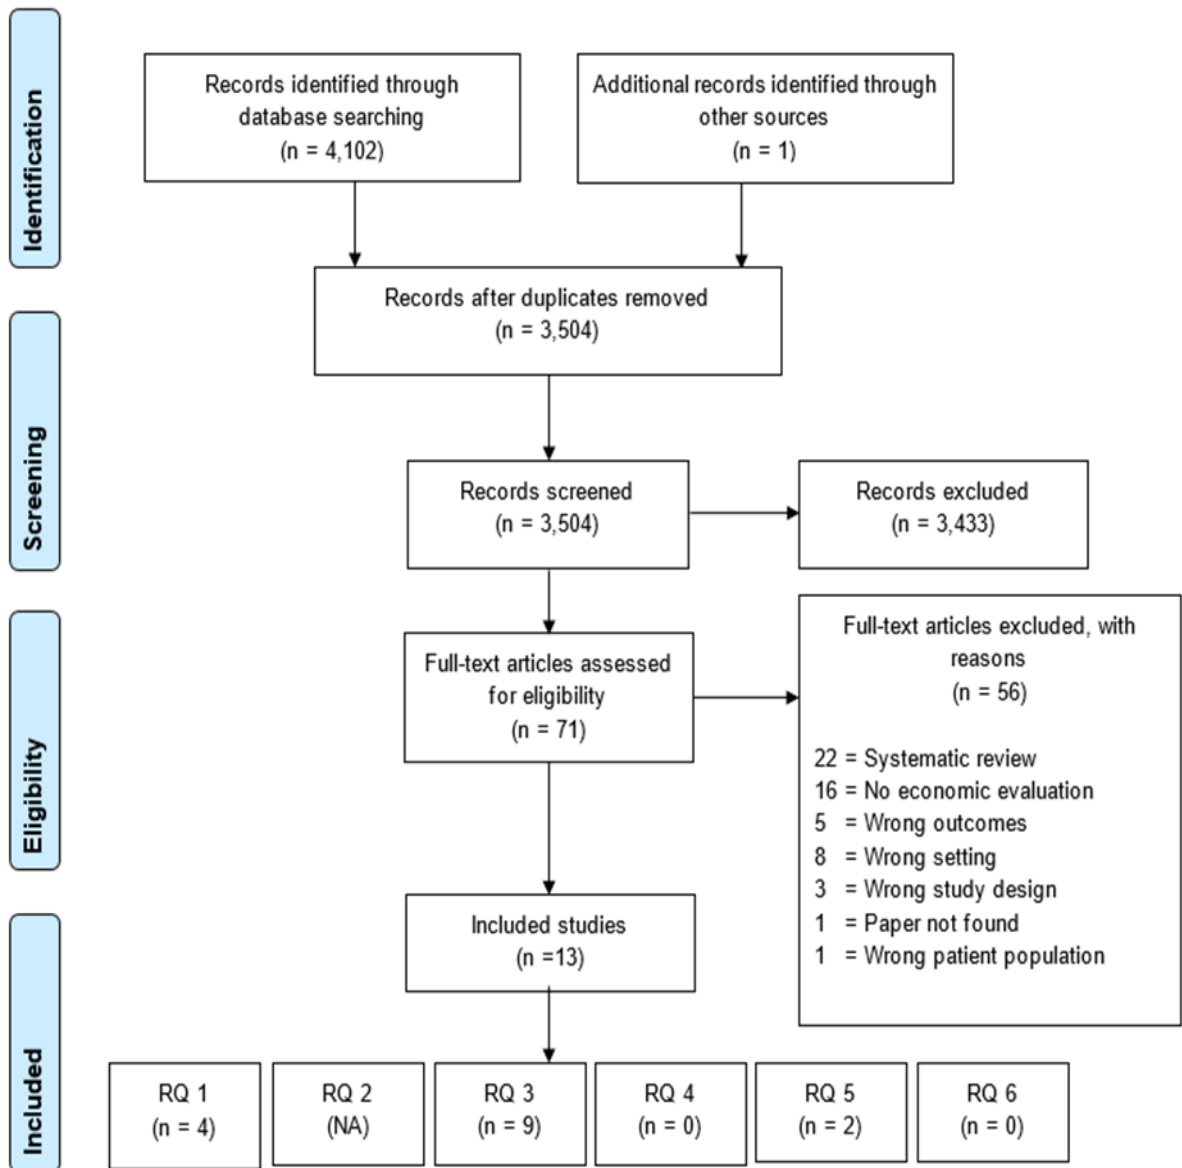 Identification
Records identified through
database searching
(n = 4,102)
Additional records identified through
other sources
(n = 1)
Records after duplicates removed
(n = 3,504)
Screening
Records screened
(n = 3,504)
Records excluded
(n = 3,433)
Eligibility
Full-text articles assessed
for eligibility
(n = 71)
Full-text articles excluded, with
reasons
(n = 56)
22 = Systematic review
16 = No economic evaluation
5 = Wrong outcomes
8 = Wrong setting
3 = Wrong study design
1 = Paper not found
1 = Wrong patient population
Included
Included studies
(n =13)
RQ 1
(n = 4)
RQ 2
(NA)
RQ 3
(n = 9)
RQ 4
(n = 0)
RQ 5
(n = 2)
RQ 6
(n = 0)